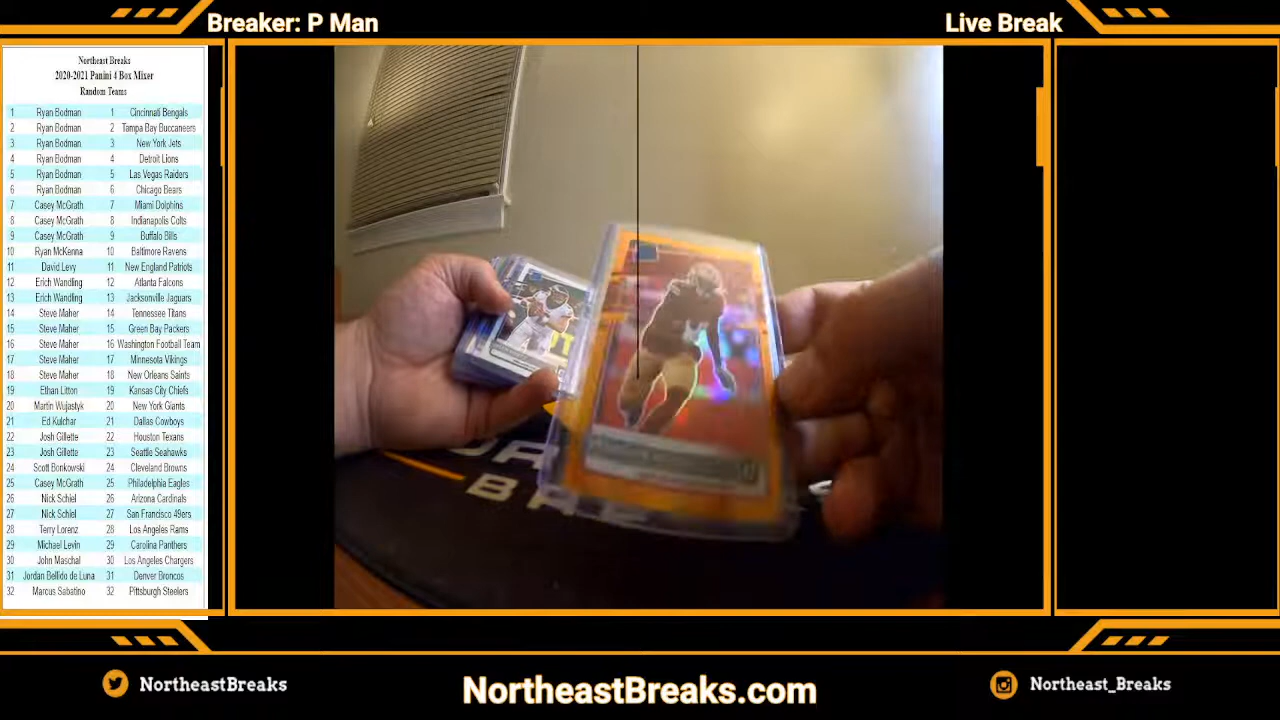 Breaker: P Man
Live Break
Northeast Breaks
2020-2021 Panini 4 Box Mixer
Random Teams
1 Ryan Bodman 1 Cincinnati Bengals
2 Ryan Bodman 2 Tampa Bay Buccaneers
3 Ryan Bodman 3 New York Jets
4 Ryan Bodman 4 Detroit Lions
5 Ryan Bodman 5 Las Vegas Raiders
6 Ryan Bodman 6 Chicago Bears
7 Casey McGrath 7 Miami Dolphins
8 Casey McGrath 8 Indianapolis Colts
9 Casey McGrath 9 Buffalo Bills
10 Ryan McKenna 10 Baltimore Ravens
11 David Levy 11 New England Patriots
12 Erich Wandling 12 Atlanta Falcons
13 Erich Wandling 13 Jacksonville Jaguars
14 Steve Maher 14 Tennessee Titans
15 Steve Maher 15 Green Bay Packers
16 Steve Maher 16 Washington Football Team
17 Steve Maher 17 Minnesota Vikings
18 Steve Maher 18 New Orleans Saints
19 Ethan Litton 19 Kansas City Chiefs
20 Martin Wujastyk 20 New York Giants
21 Ed Kulchar 21 Dallas Cowboys
22 Josh Gillette 22 Houston Texans
23 Josh Gillette 23 Seattle Seahawks
24 Scott Bonkowski 24 Cleveland Browns
25 Casey McGrath 25 Philadelphia Eagles
26 Nick Schiel 26 Arizona Cardinals
27 Nick Schiel 27 San Francisco 49ers
28 Terry Lorenz 28 Los Angeles Rams
29 Michael Levin 29 Carolina Panthers
30 John Maschal 30 Los Angeles Chargers
31 Jordan Bellido de Luna 31 Denver Broncos
32 Marcus Sabatino 32 Pittsburgh Steelers
NortheastBreaks
NortheastBreaks.com
Northeast_Breaks